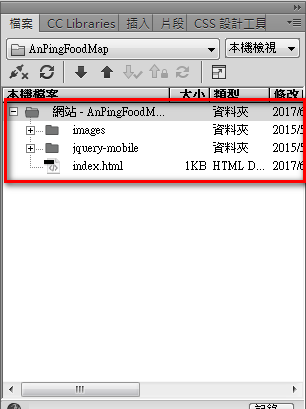 檔案 CC Libraries 插入 片段 CSS 設計工具
AnPingFoodMap 本機檢視
本機檔案 大小 類型 修改
網站 - AnPingFoodM... 資料夾 2017/6
images 資料夾 2015/5
jquery-mobile 資料夾 2015/5
index.html 1KB HTML D... 2017/6
記錄...